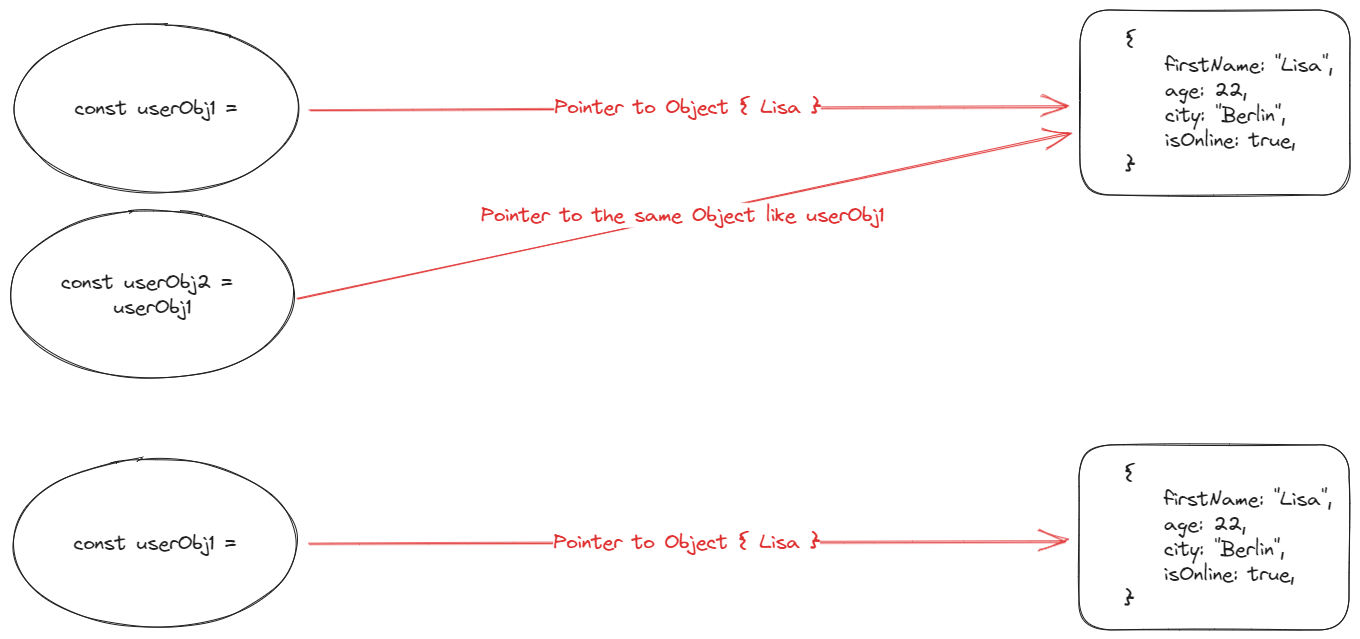 const userObj1 =
Pointer to Object { Lisa }
{
firstName: "Lisa",
age: 22,
city: "Berlin",
isOnline: true,
}
Pointer to the same Object like userObj1
const userObj2 =
userObj1
const userObj1 =
Pointer to Object { Lisa }
{
firstName: "Lisa",
age: 22,
city: "Berlin",
isOnline: true,
}